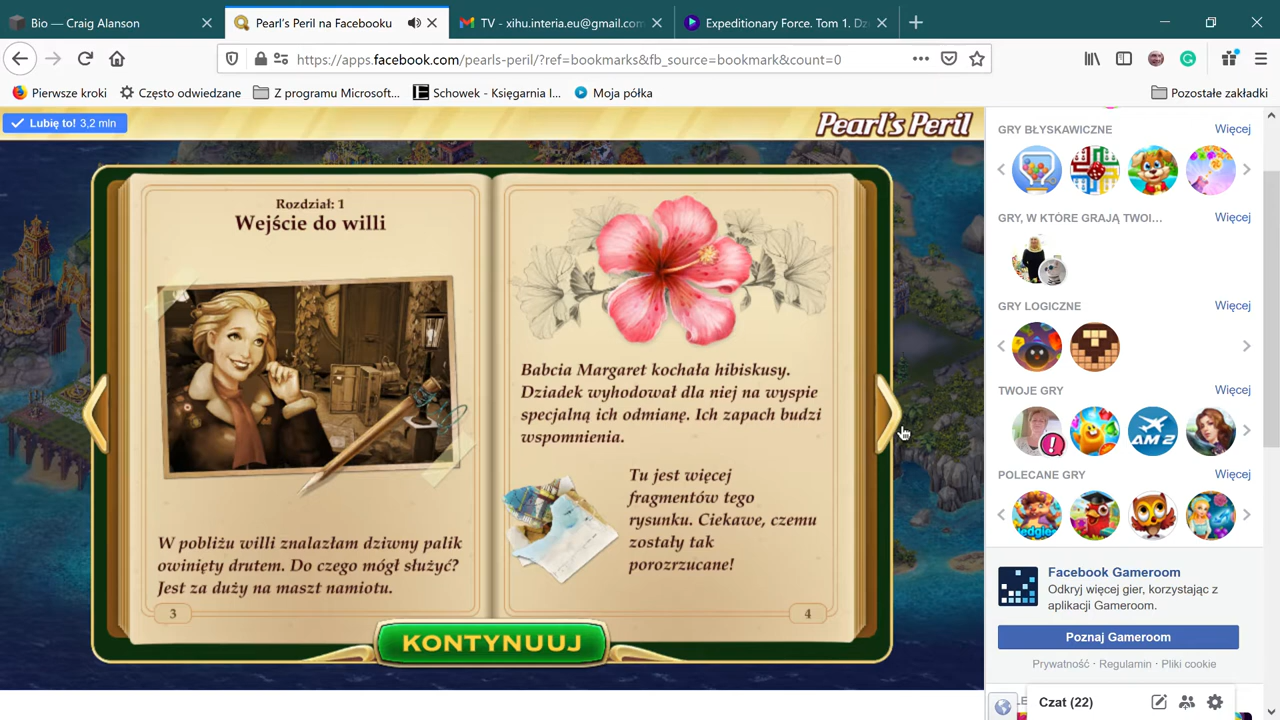 Bio — Craig Alanson
Pearl's Peril na Facebooku
TV - xihu.interia.eu@gmail.com
Expeditionary Force. Tom 1. Dz
https://apps.facebook.com/pearls-peril/?ref=bookmarks&fb_source=bookmark&count=0
Pierwsze kroki
Często odwiedzane
Z programu Microsoft...
Schowek - Księgarnia I...
Moja półka
Pozostałe zakładki
Lubię to! 3,2 mln
Pearl's Peril
Rozdział: 1
Wejście do willi
W pobliżu willi znalazłam dziwny palik
owinięty drutem. Do czego mógł służyć?
Jest za duży na maszt namiotu.
3
Babcia Margaret kochała hibiskusy.
Dziadek wyhodował dla niej na wyspie
specjalną ich odmianę. Ich zapach budzi
wspomnienia.
Tu jest więcej
fragmentów tego
rysunku. Ciekawe, czemu
zostały tak
porozrzucane!
4
KONTYNUUJ
GRY BŁYSKAWICZNE
Więcej
GRY, W KTÓRE GRAJĄ TWOI...
Więcej
GRY LOGICZNE
Więcej
TWOJE GRY
Więcej
AM 2
POLECANE GRY
Więcej
Facebook Gameroom
Odkryj więcej gier, korzystając z
aplikacji Gameroom.
Poznaj Gameroom
Prywatność · Regulamin · Pliki cookie
Czat (22)